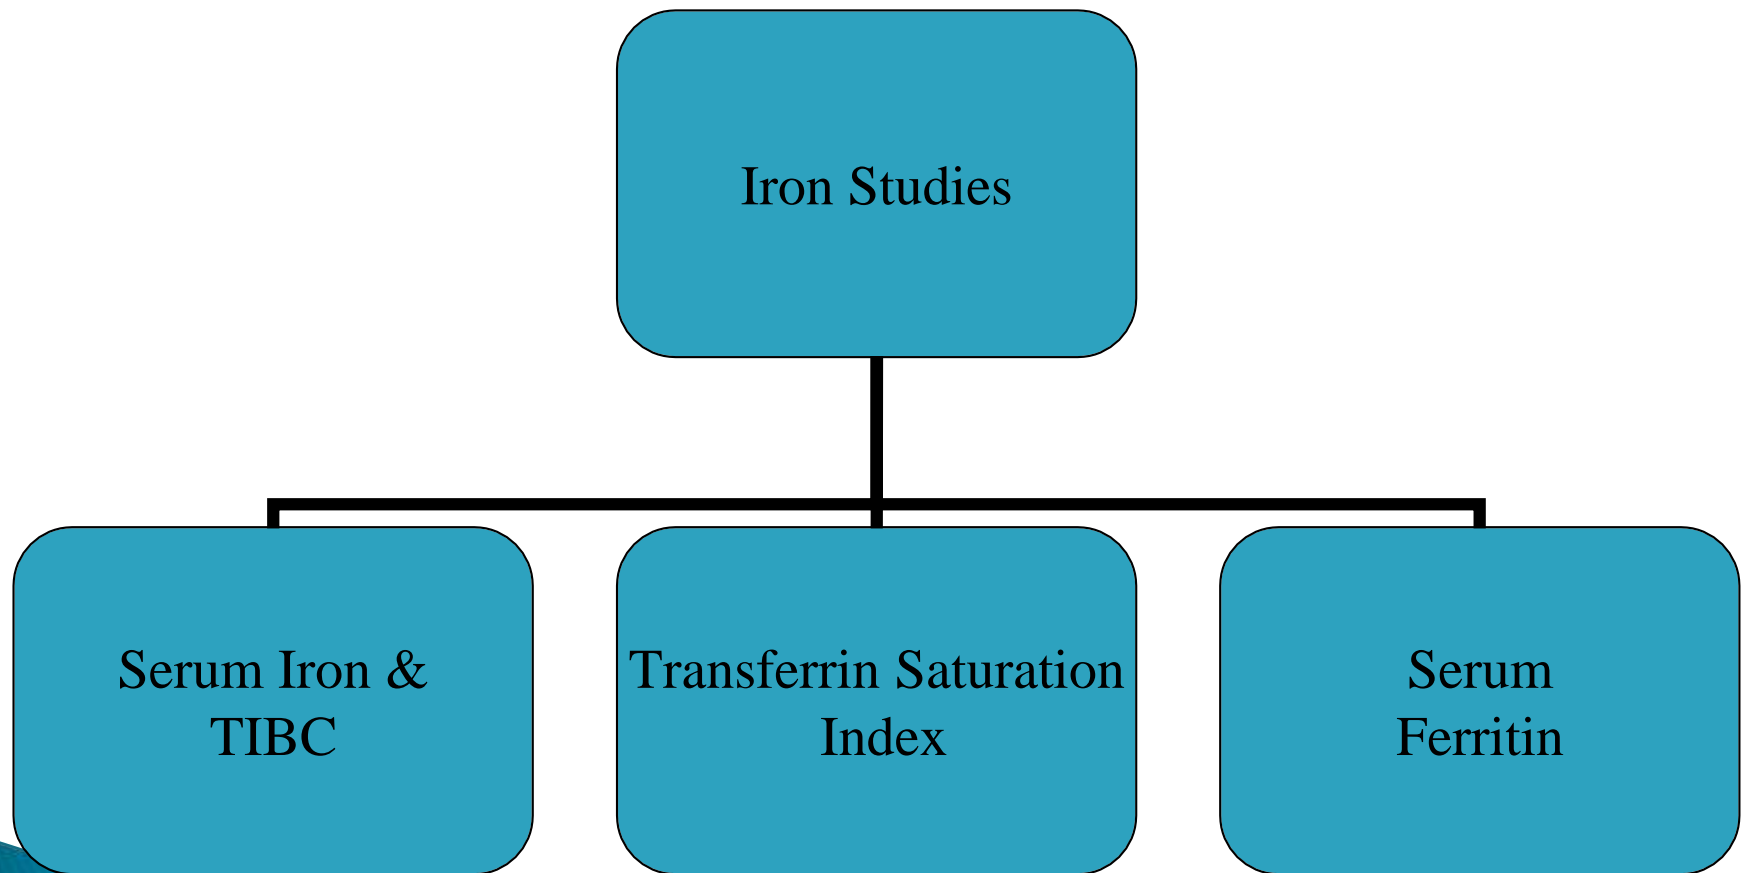 Iron Studies
Serum Iron &
TIBC
Transferrin Saturation
Index
Serum
Ferritin